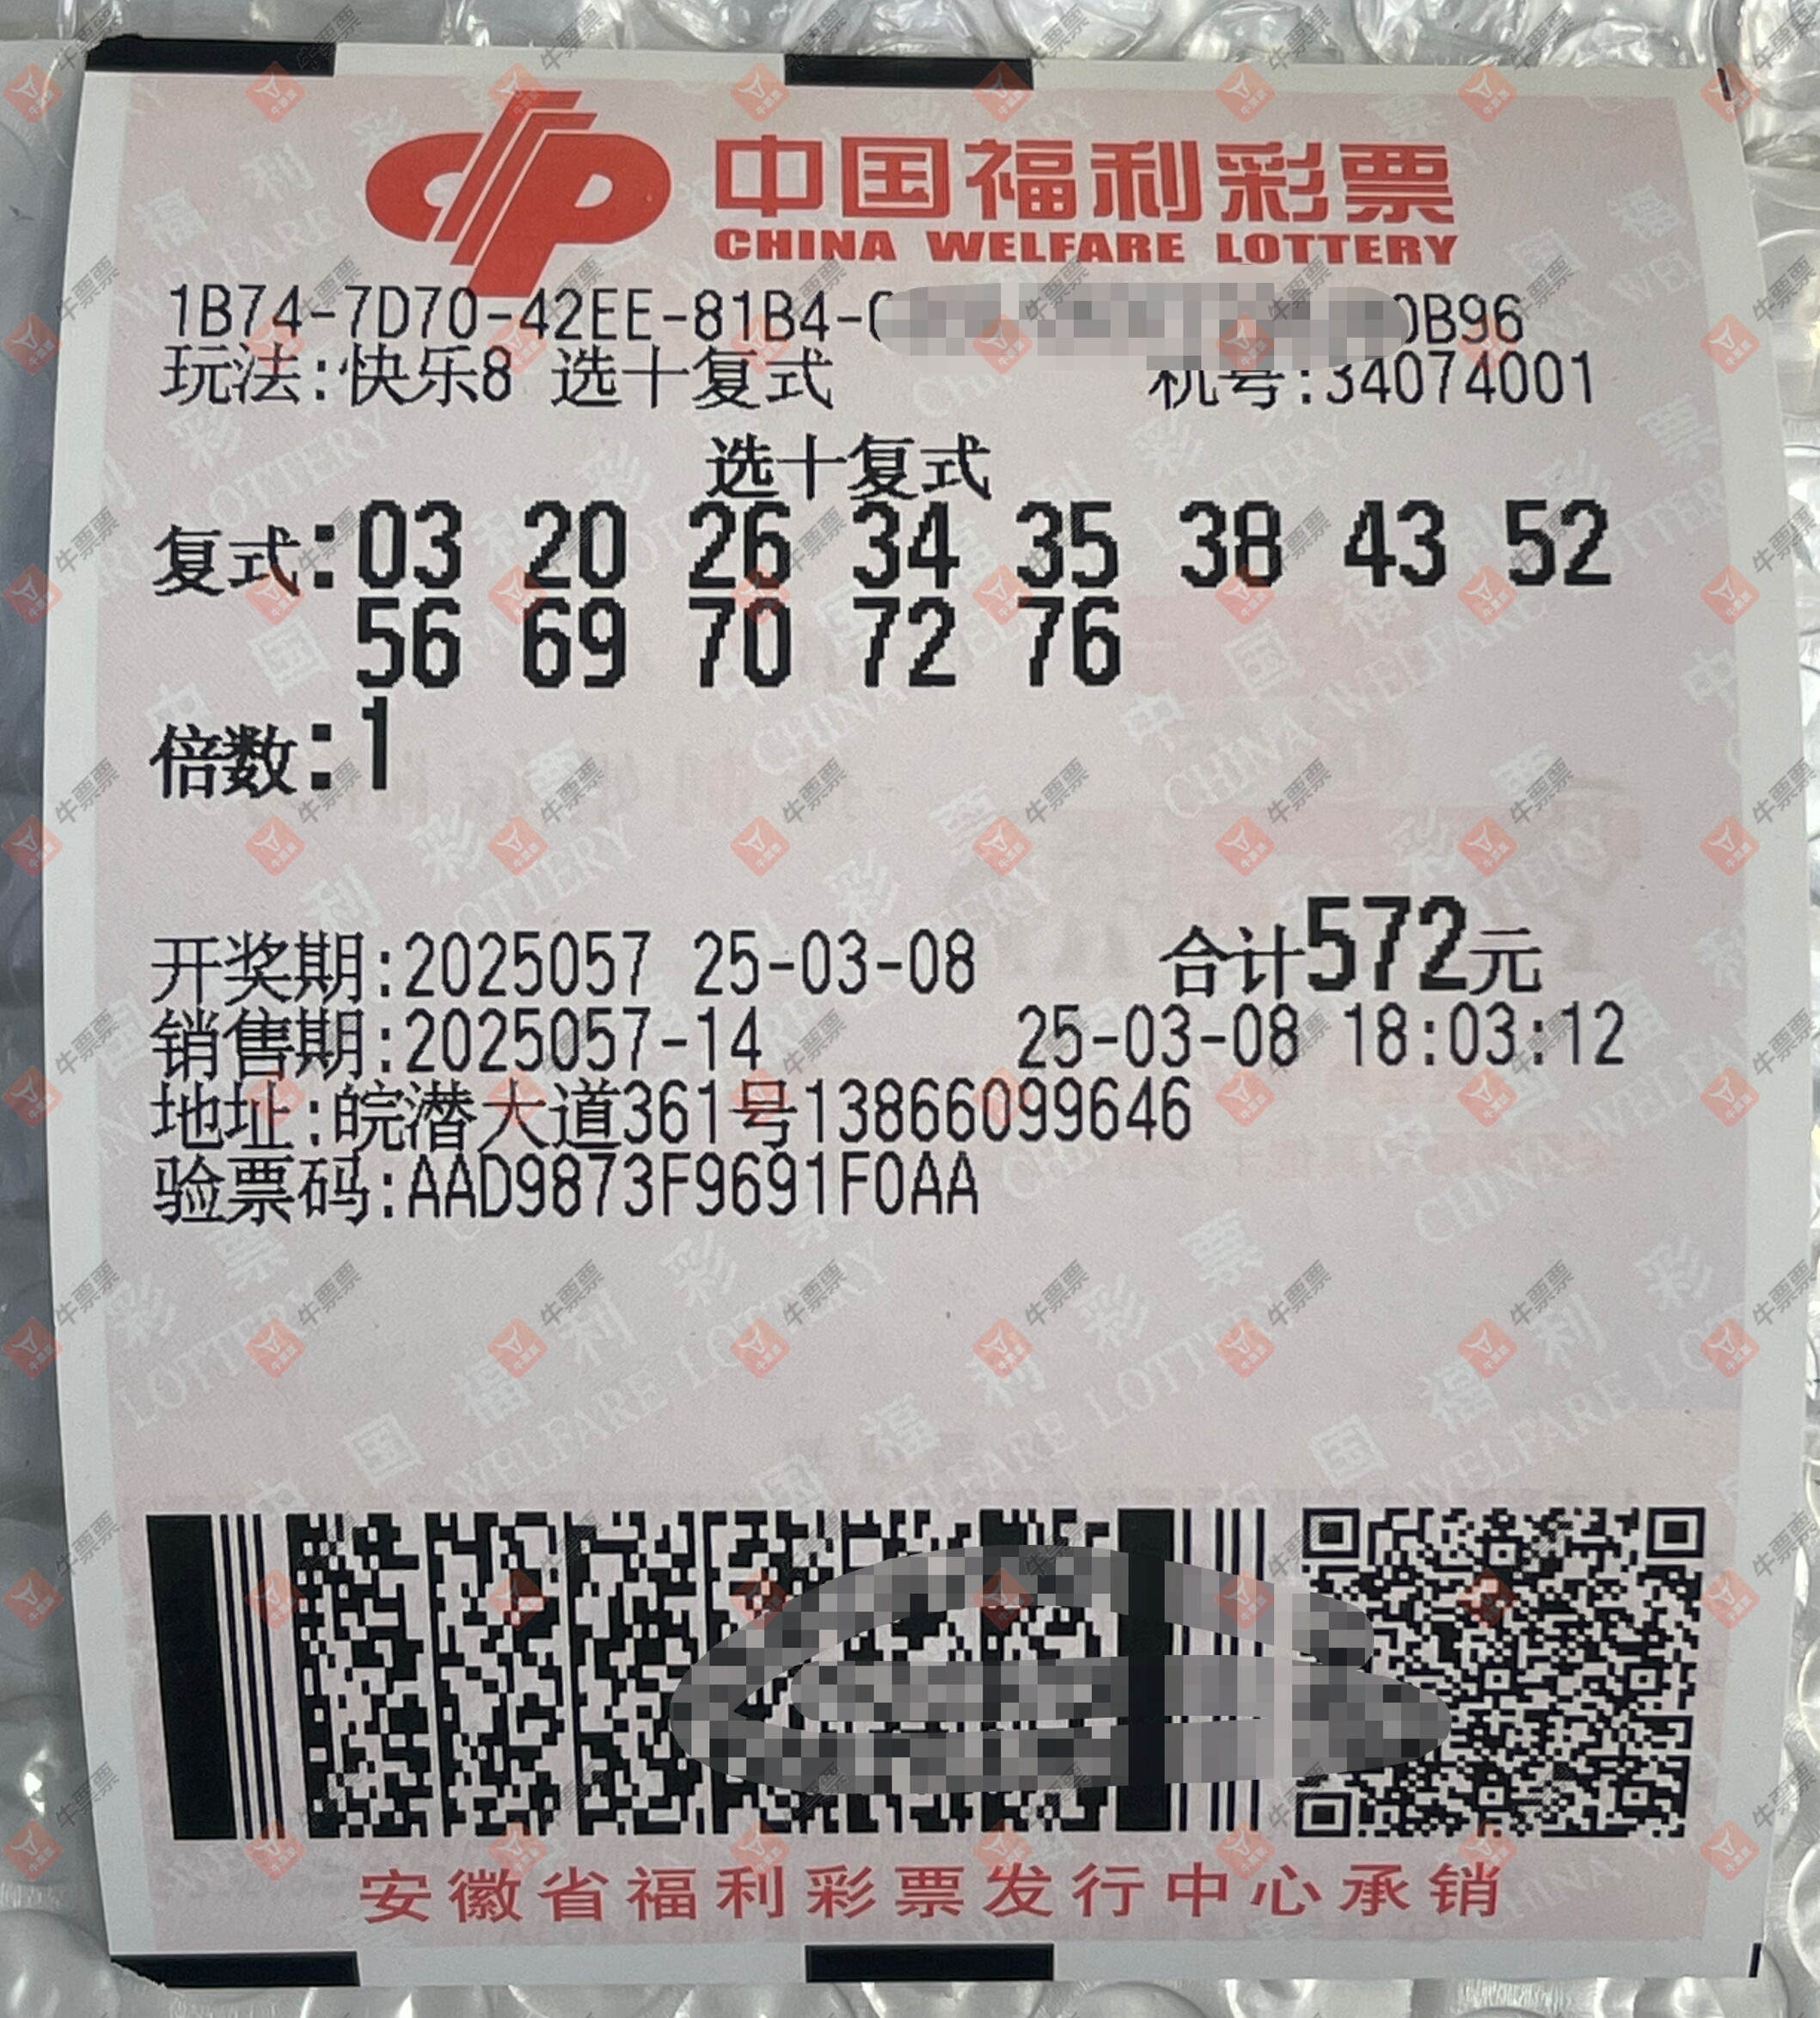 中国福利彩票
CHINA WELFARE LOTTERY
1B74-7D70-42EE-81B4- 0B96
玩法:快乐8 选十复式 机号:34074001
选十复式
复式:03 20 26 34 35 38 43 52
56 69 70 72 76
倍数:1
开奖期:2025057 25-03-08 合计572元
销售期:2025057-14 25-03-08 18:03:12
地址:皖潜大道361号13866099646
验票码:AAD9873F9691F0AA
安徽省福利彩票发行中心承销
牛票票